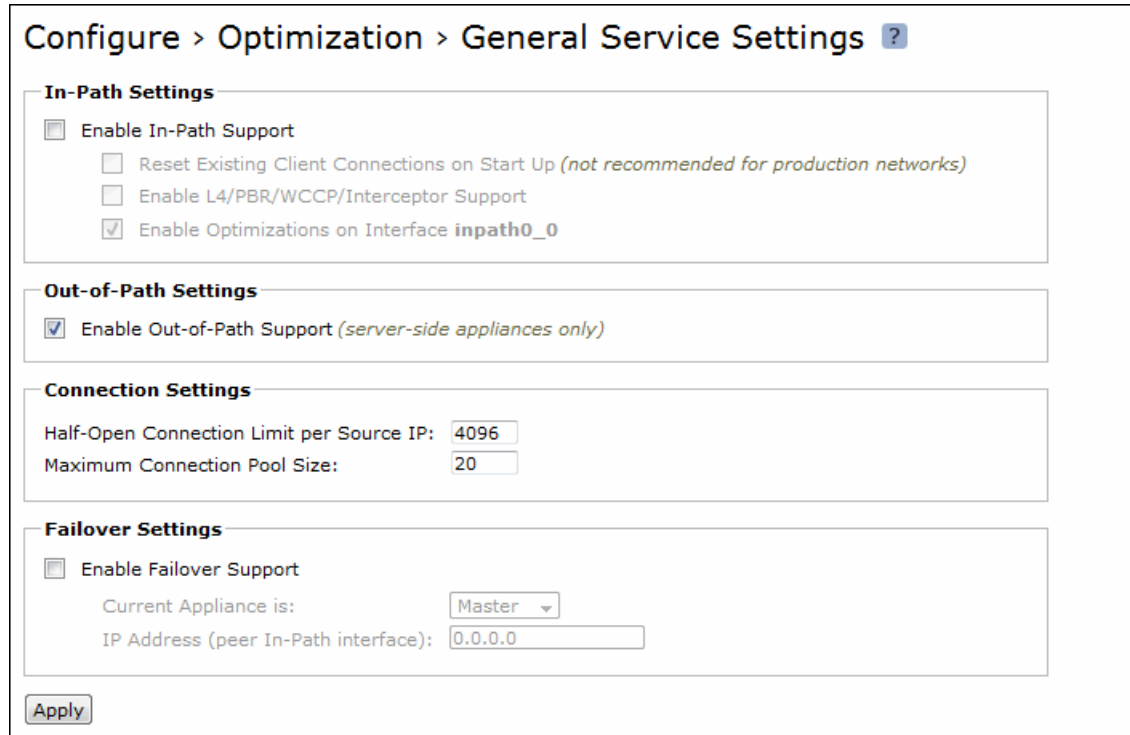 Configure › Optimization › General Service Settings ?
In-Path Settings
Enable In-Path Support
Reset Existing Client Connections on Start Up (not recommended for production networks)
Enable L4/PBR/WCCP/Interceptor Support
Enable Optimizations on Interface inpath0_0
Out-of-Path Settings
Enable Out-of-Path Support (server-side appliances only)
Connection Settings
Half-Open Connection Limit per Source IP: 4096
Maximum Connection Pool Size: 20
Failover Settings
Enable Failover Support
Current Appliance is: Master
IP Address (peer In-Path interface): 0.0.0.0
Apply